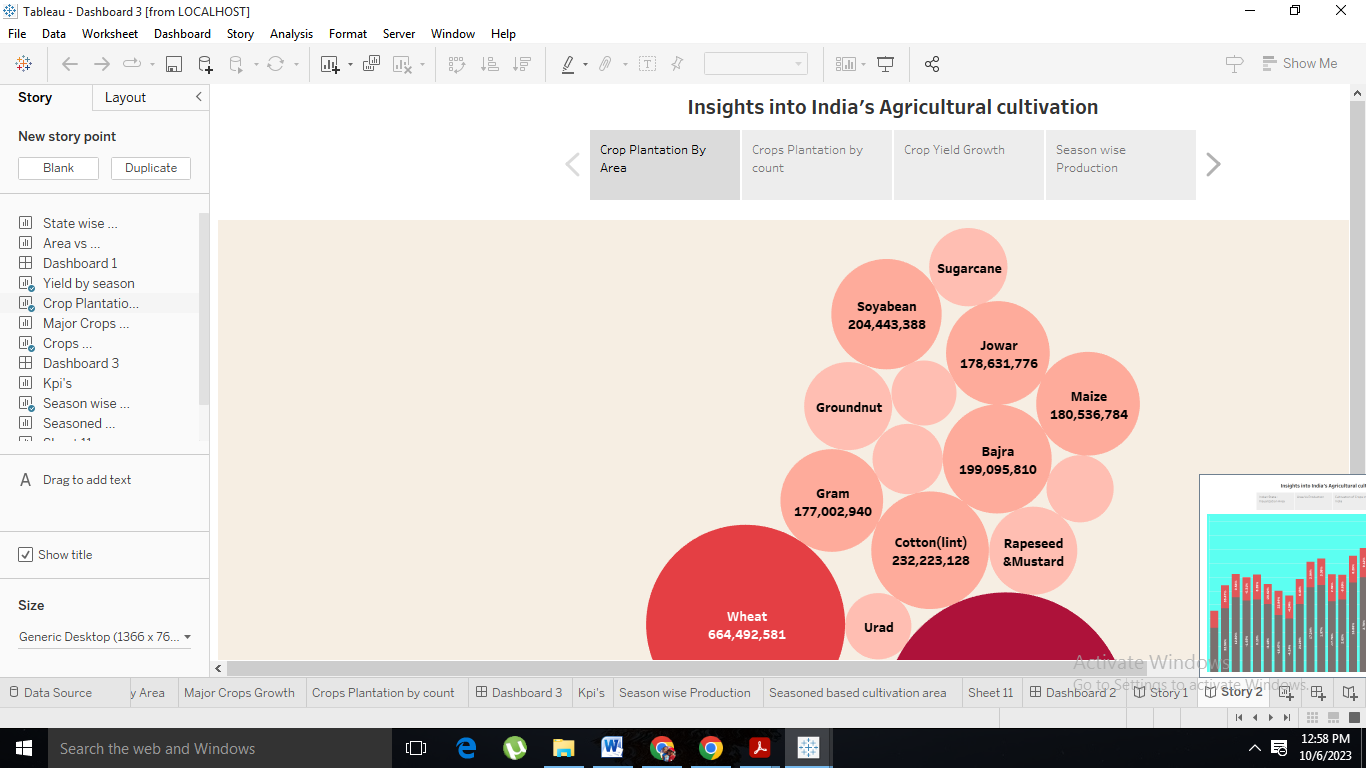 Tableau - Dashboard 3 [from LOCALHOST]
File Data Worksheet Dashboard Story Analysis Format Server Window Help
Show Me
Story Layout
New story point
Blank Duplicate
State wise ...
Area vs ...
Dashboard 1
Yield by season
Crop Plantatio...
Major Crops ...
Crops ...
Dashboard 3
Kpi's
Season wise ...
Seasoned ...
Sheet 11
A Drag to add text
Show title
Size
Generic Desktop (1366 x 76...
Insights into India's Agricultural cultivation
Crop Plantation By
Area
Crops Plantation by
count
Crop Yield Growth
Season wise
Production
Sugarcane
Soyabean
204,443,388
Jowar
178,631,776
Maize
180,536,784
Groundnut
Bajra
199,095,810
Gram
177,002,940
Cotton(lint)
232,223,128
Rapeseed
&Mustard
Wheat
664,492,581
Urad
Insights into India's Agricultural cul
Activate Windows
Go to Settings to activate Windows.
Data Source y Area Major Crops Growth Crops Plantation by count Dashboard 3 Kpi's Season wise Production Seasoned based cultivation area Sheet 11 Dashboard 2 Story 1 Story 2
Search the web and Windows
12:58 PM
10/6/2023